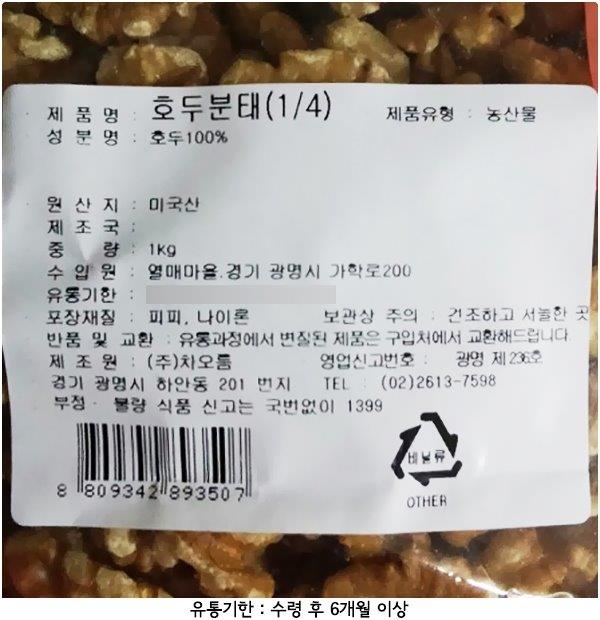 제 품 명 : 호두분태(1/4) 제품유형 : 농산물
성 분 명 : 호두100%
원 산 지 : 미국산
제 조 국 :
중 량 : 1kg
수 입 원 : 열매마을.경기 광명시 가학로200
유통기한 :
포장재질 : 피피, 나이론 보관상 주의 : 건조하고 서늘한 곳
반품 및 교환 : 유통과정에서 변질된 제품은 구입처에서 교환해드립니다.
제 조 원 : (주)차오름 영업신고번호 : 광명 제236호
경기 광명시 하안동 201 번지 TEL : (02)2613-7598
부정· 불량 식품 신고는 국번없이 1399
비닐류
OTHER
8 809342 893507
유통기한 : 수령 후 6개월 이상